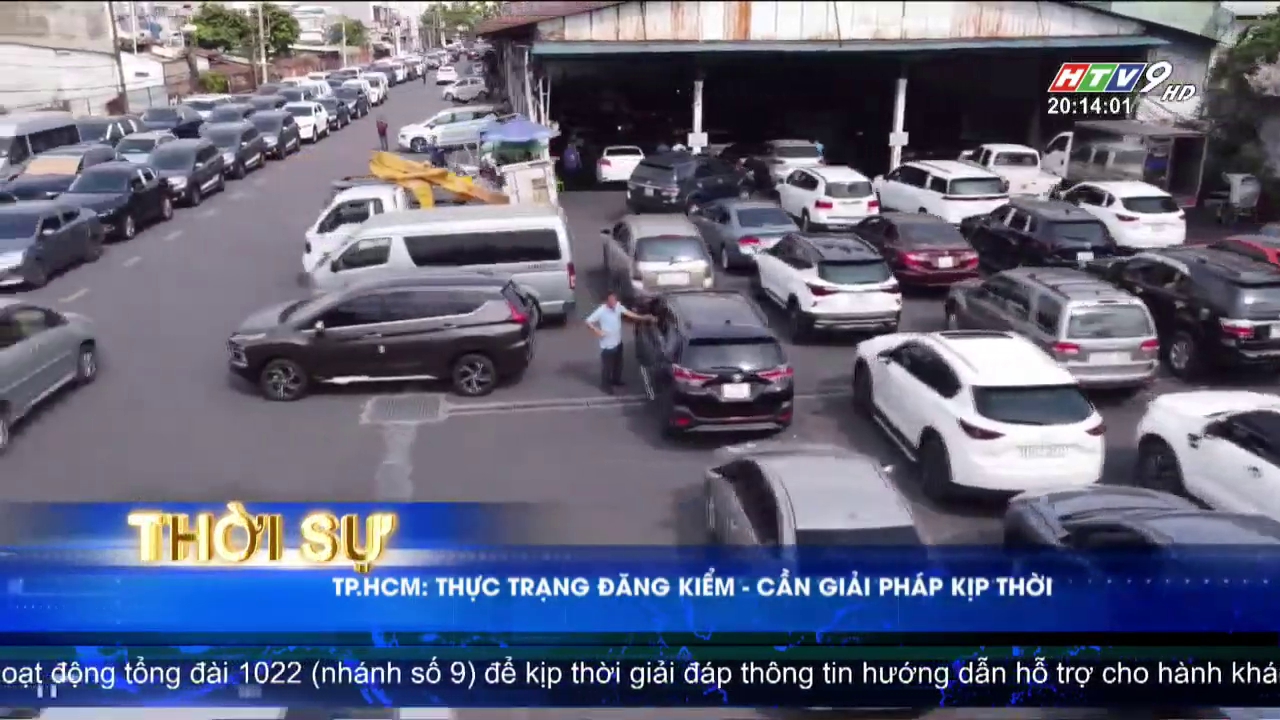 HTV9 HD
20:14:01
THỜI SỰ
TP.HCM: THỰC TRẠNG ĐĂNG KIỂM - CẦN GIẢI PHÁP KỊP THỜI
oạt động tổng đài 1022 (nhánh số 9) để kịp thời giải đáp thông tin hướng dẫn hỗ trợ cho hành khá